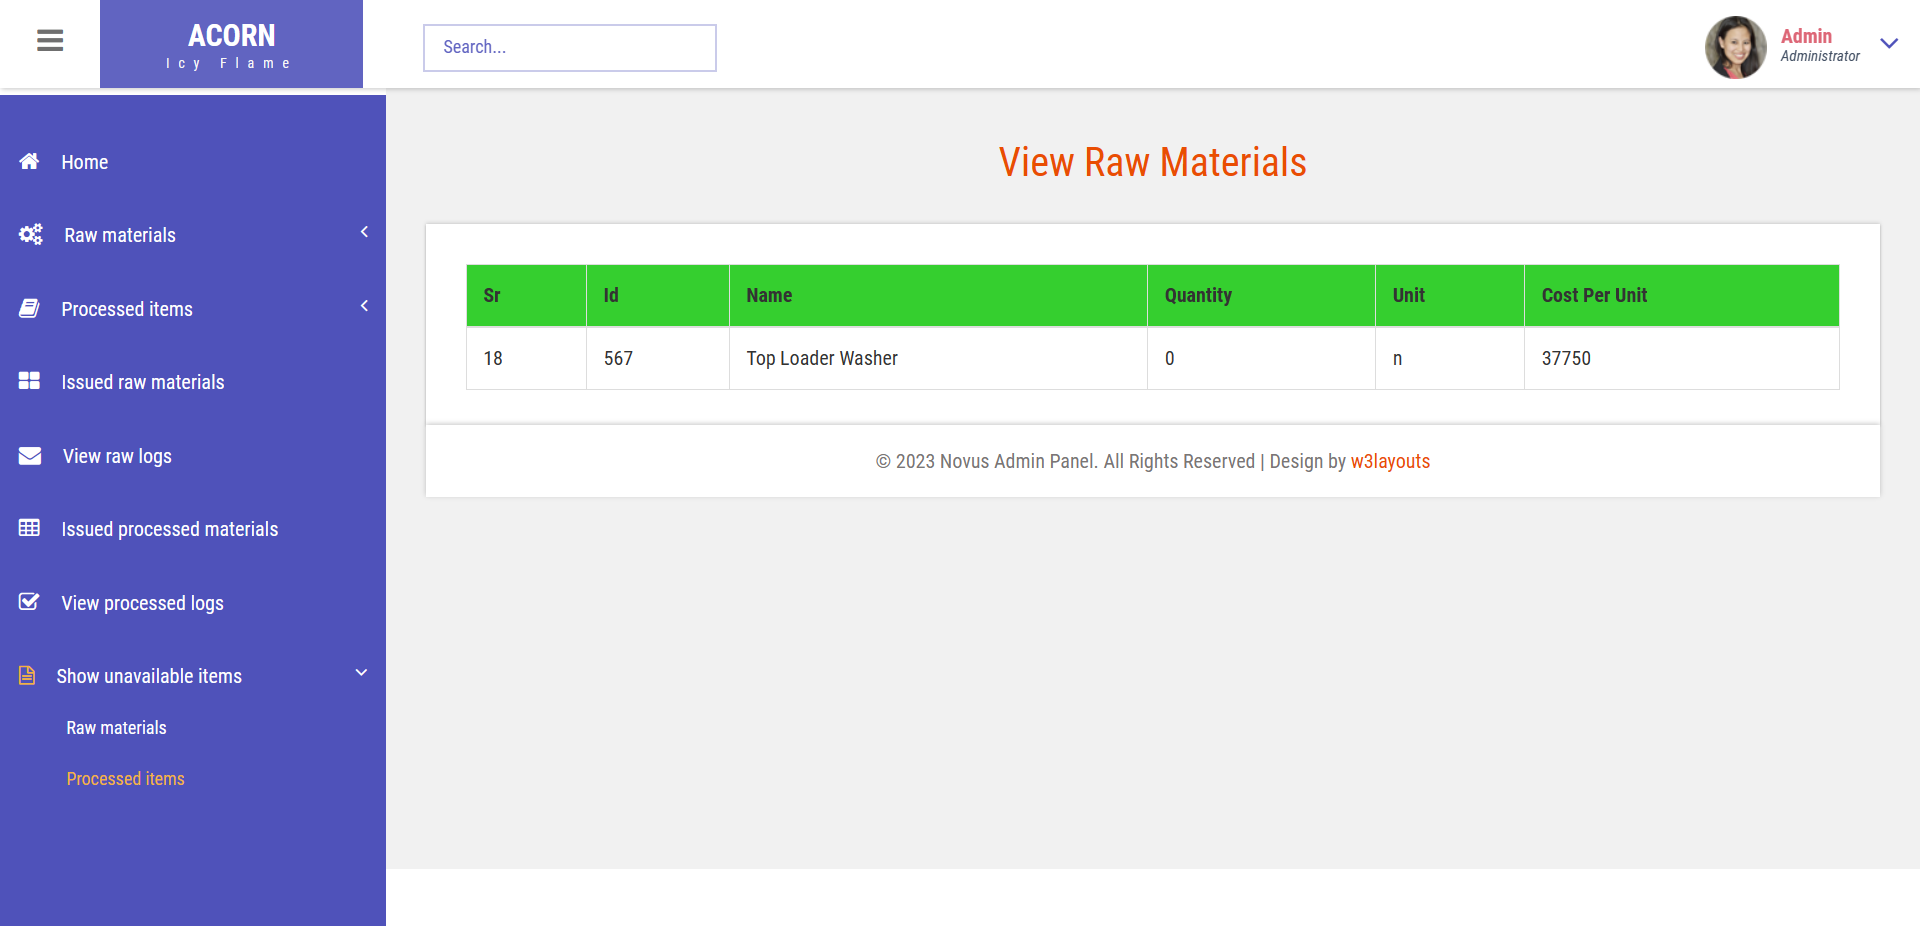 ACORN
Icy Flame
Search...
Admin
Administrator
Home
Raw materials
Processed items
Issued raw materials
View raw logs
Issued processed materials
View processed logs
Show unavailable items
Raw materials
Processed items
View Raw Materials
Sr Id Name Quantity Unit Cost Per Unit
18 567 Top Loader Washer 0 n 37750
© 2023 Novus Admin Panel. All Rights Reserved | Design by w3layouts